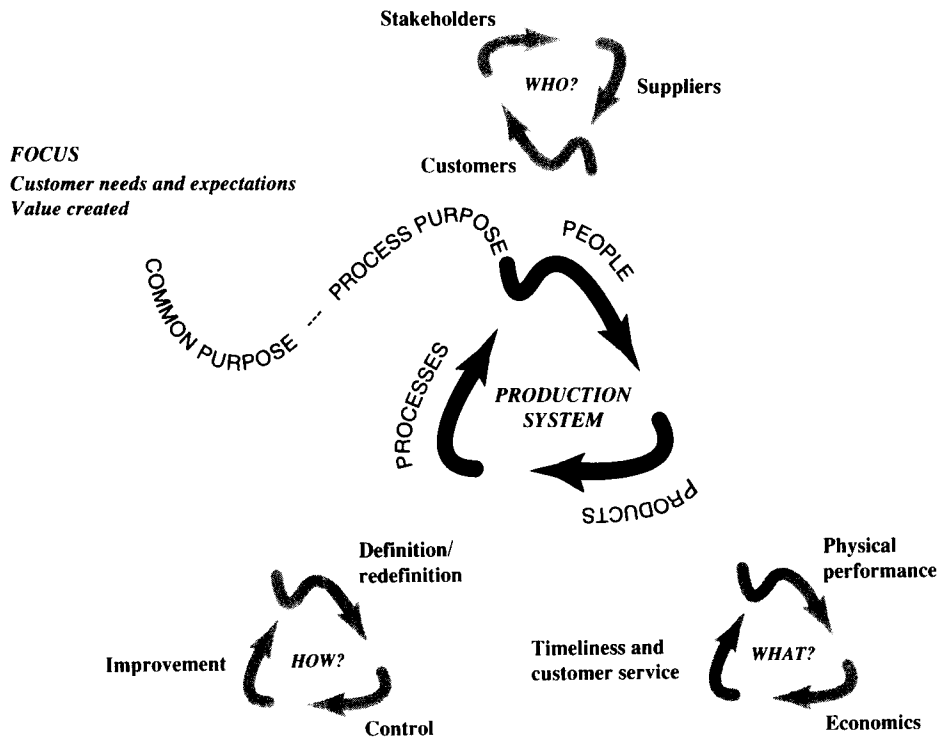 Stakeholders
WHO?
Suppliers
Customers
FOCUS
Customer needs and expectations
Value created
COMMON PURPOSE ---- PROCESS PURPOSE
PEOPLE
PROCESSES
PRODUCTION
SYSTEM
PRODUCTS
Definition/
redefinition
Improvement
HOW?
Control
Physical
performance
Timeliness and
customer service
WHAT?
Economics